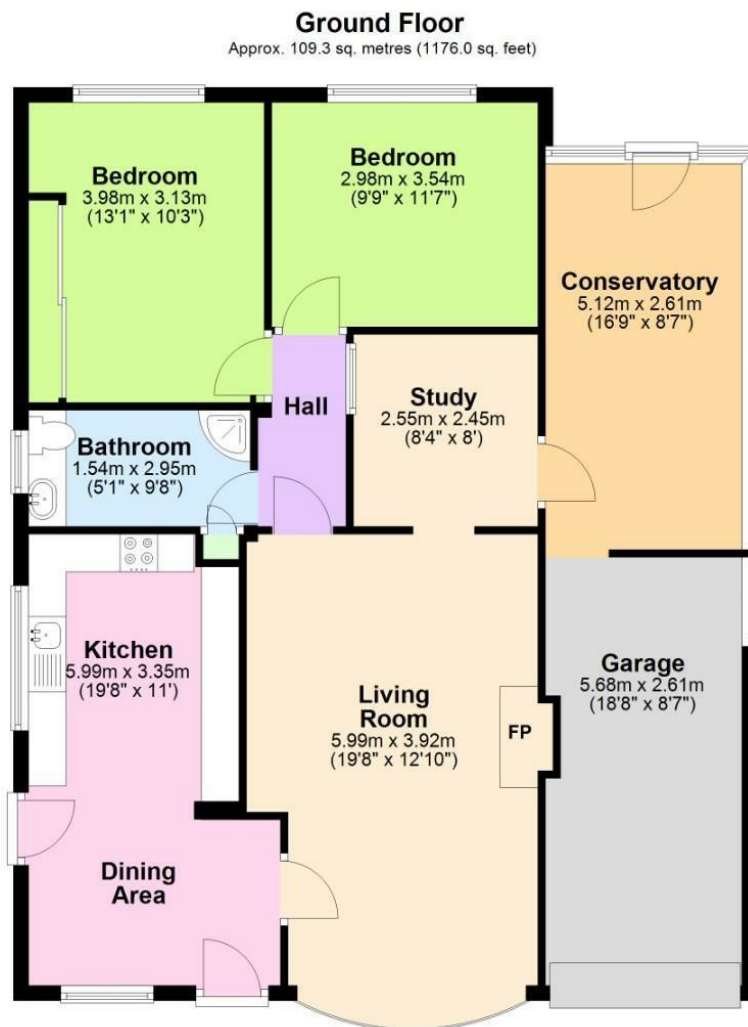 Ground Floor
Approx. 109.3 sq. metres (1176.0 sq. feet)
Bedroom
3.98m x 3.13m
(13'1" x 10'3")
Bedroom
2.98m x 3.54m
(9'9" x 11'7")
Conservatory
5.12m x 2.61m
(16'9" x 8'7")
Hall
Study
2.55m x 2.45m
(8'4" x 8')
Bathroom
1.54m x 2.95m
(5'1" x 9'8")
Kitchen
5.99m x 3.35m
(19'8" x 11')
Living
Room
5.99m x 3.92m
(19'8" x 12'10")
FP
Garage
5.68m x 2.61m
(18'8" x 8'7")
Dining
Area